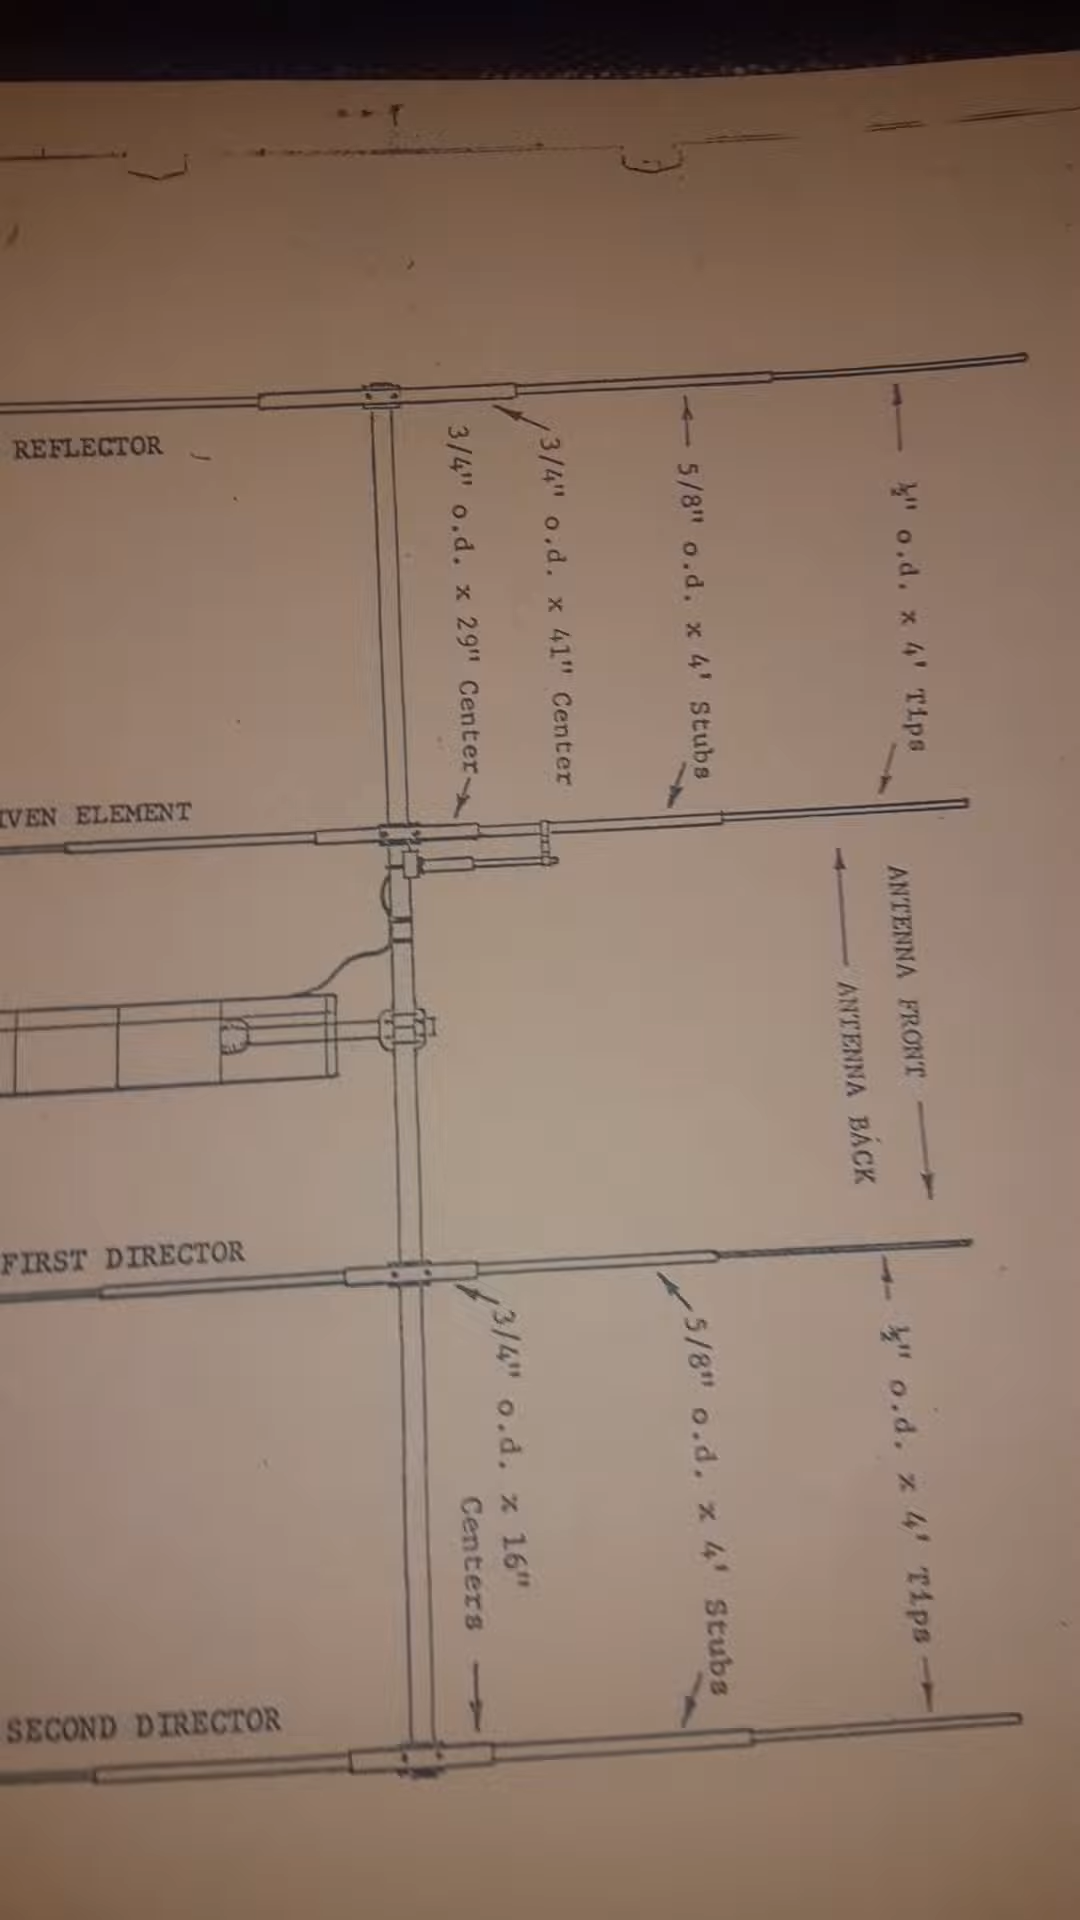 REFLECTOR
½" o.d. x 4' Tips
5/8" o.d. x 4' Stubs
3/4" o.d. x 41" Center
3/4" o.d. x 29" Center
IVEN ELEMENT
ANTENNA FRONT
ANTENNA BACK
FIRST DIRECTOR
½" o.d. x 4' Tips
5/8" o.d. x 4' Stubs
3/4" o.d. x 16"
Centers
SECOND DIRECTOR